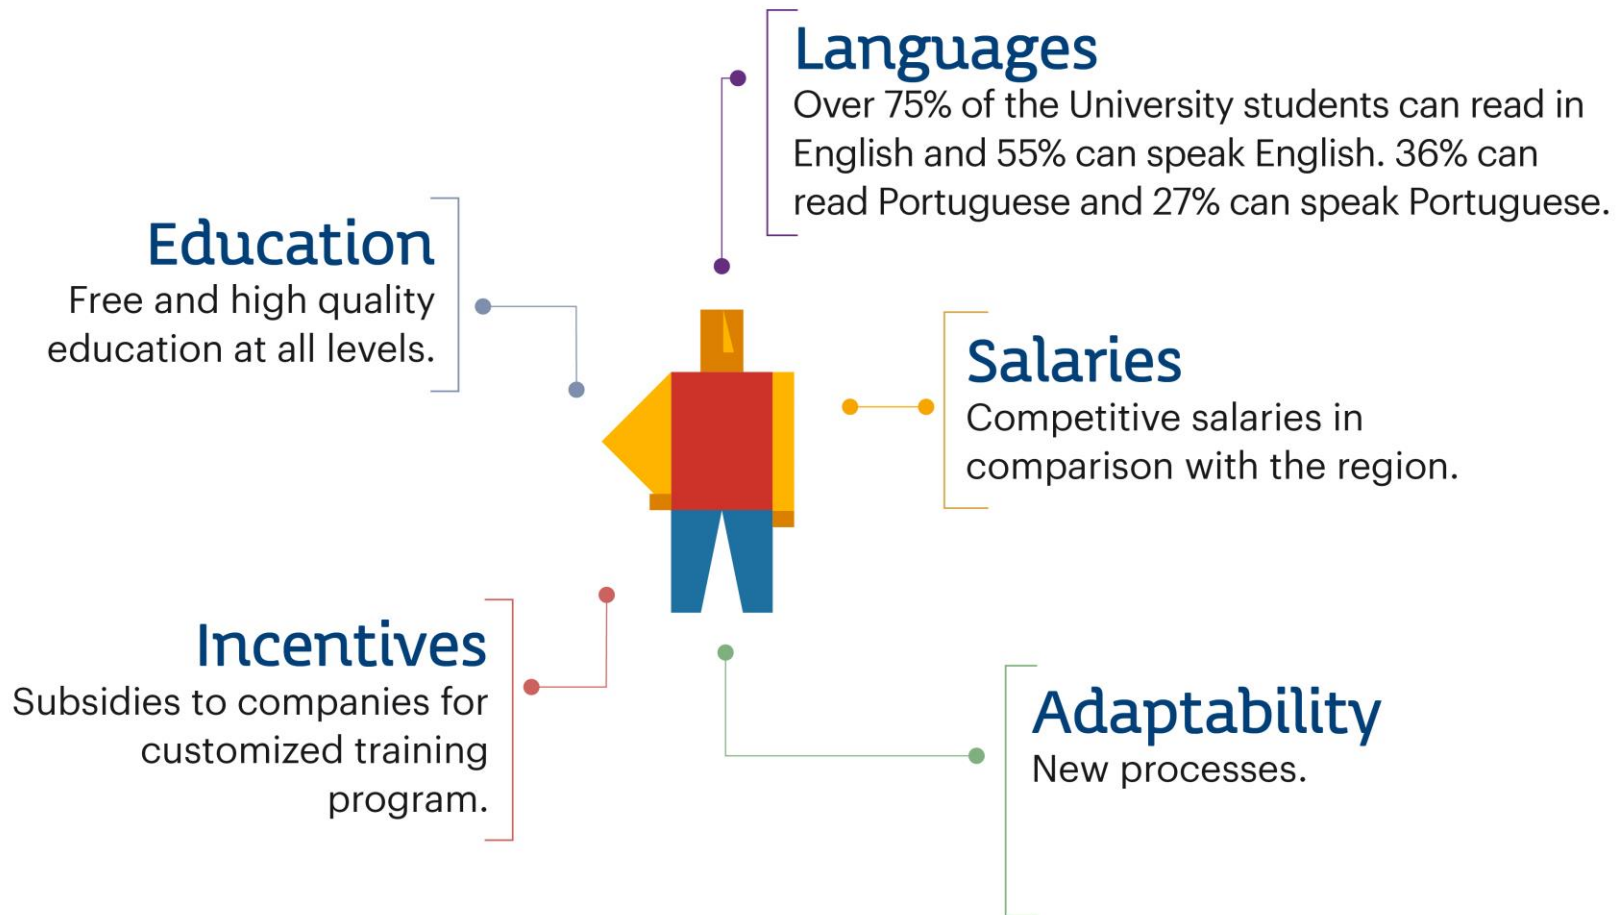 Languages
Over 75% of the University students can read in
English and 55% can speak English. 36% can
read Portuguese and 27% can speak Portuguese.
Education
Free and high quality
education at all levels.
Salaries
Competitive salaries in
comparison with the region.
Incentives
Subsidies to companies for
customized training
program.
Adaptability
New processes.